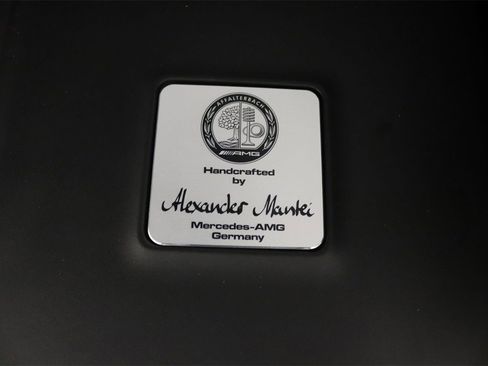 AFFALTERBACH
AMG
Handcrafted
by
Alexander Mantei
Mercedes-AMG
Germany